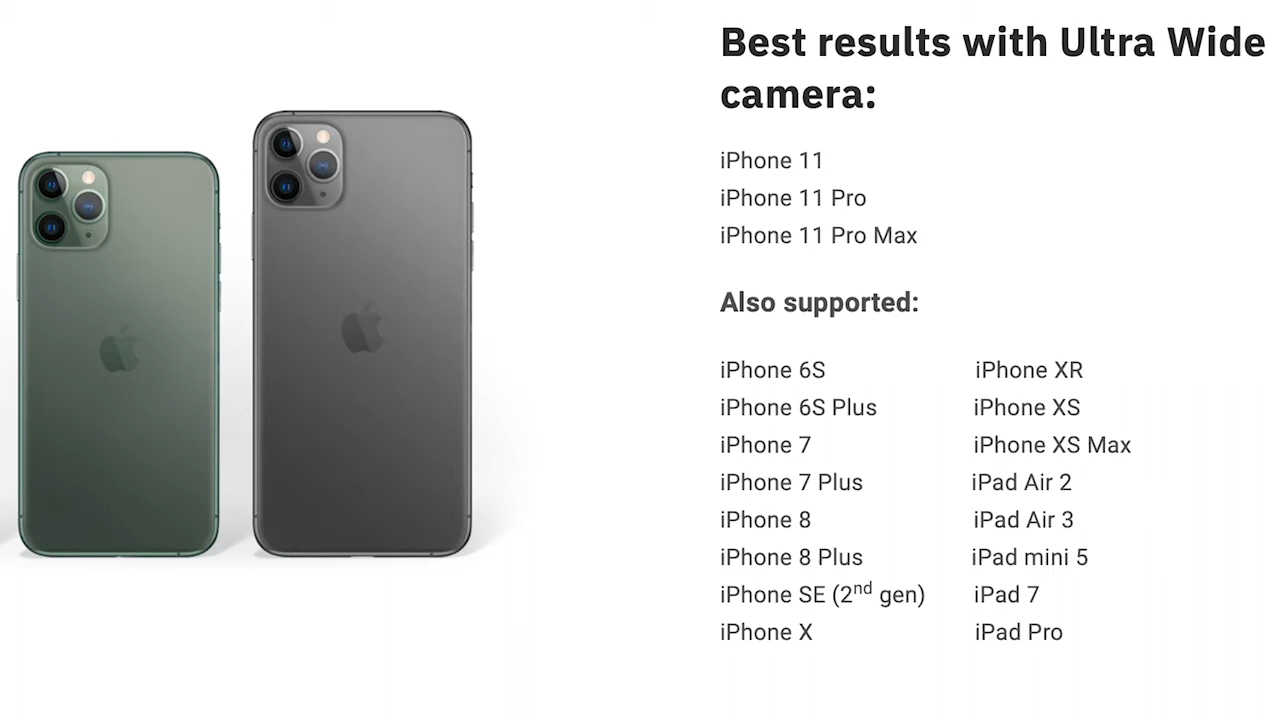 Best results with Ultra Wide
camera:
iPhone 11
iPhone 11 Pro
iPhone 11 Pro Max
Also supported:
iPhone 6S
iPhone 6S Plus
iPhone 7
iPhone 7 Plus
iPhone 8
iPhone 8 Plus
iPhone SE (2nd gen)
iPhone X
iPhone XR
iPhone XS
iPhone XS Max
iPad Air 2
iPad Air 3
iPad mini 5
iPad 7
iPad Pro